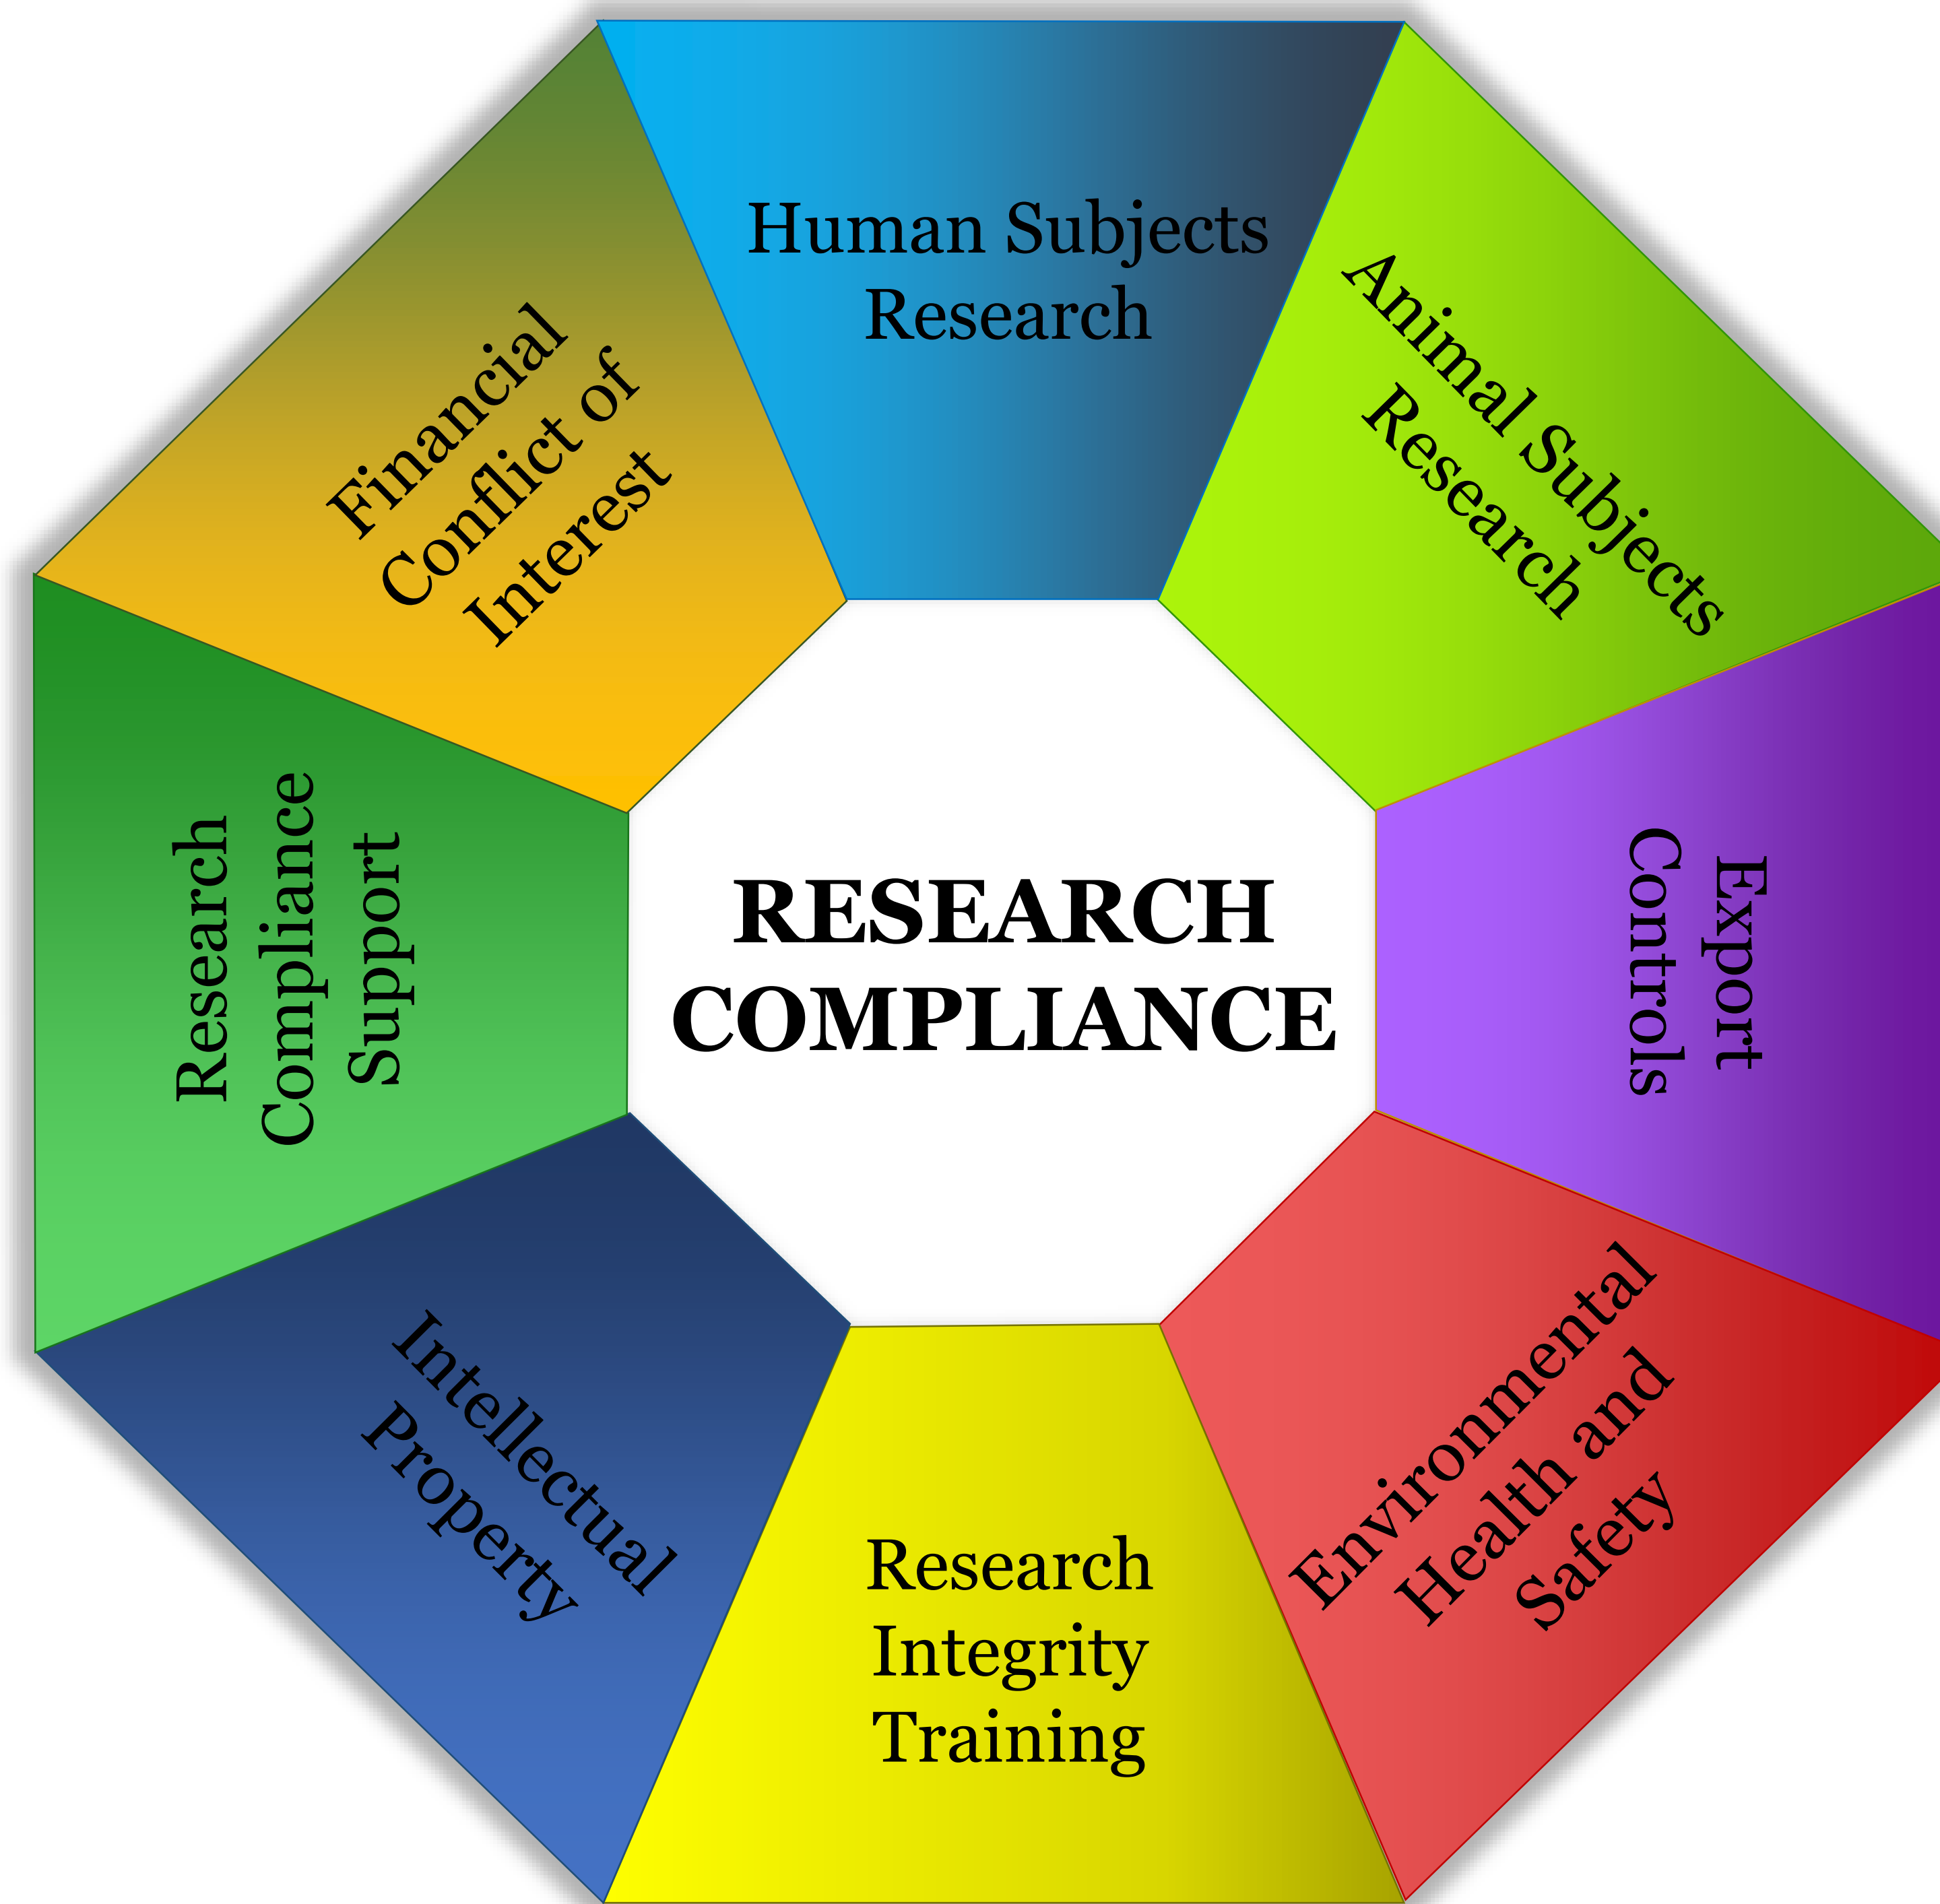 Human Subjects
Research
Animal Subjects
Research
Export
Controls
Environmental
Health and
Safety
Research
Integrity
Training
Intellectual
Property
Research
Compliance
Support
Financial
Conflict of
Interest
RESEARCH
COMPLIANCE